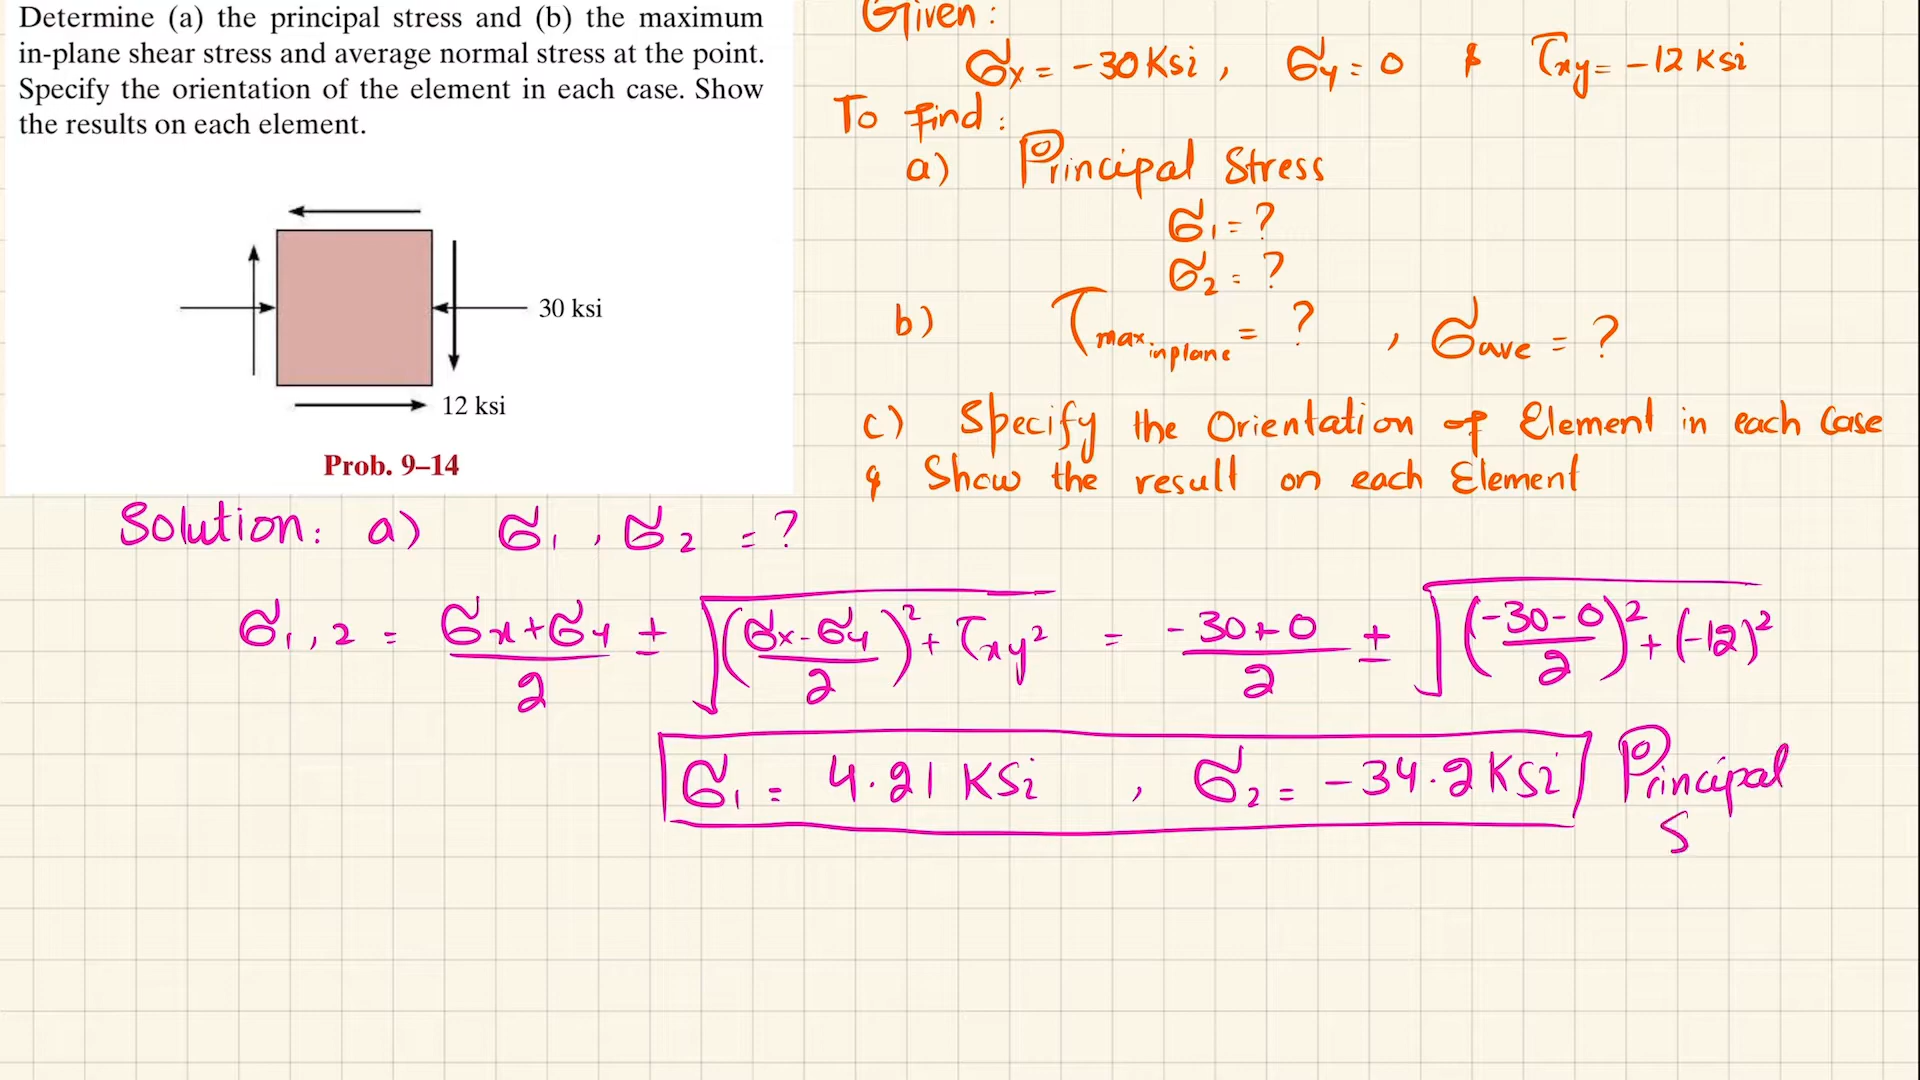 Determine (a) the principal stress and (b) the maximum
in-plane shear stress and average normal stress at the point.
Specify the orientation of the element in each case. Show
the results on each element.
30 ksi
12 ksi
Prob. 9–14
Given :
σx = -30 Ksi , σy = 0 & τxy = -12 Ksi
To Find :
a) Principal Stress
σ1 = ?
σ2 = ?
b) τmax inplane = ? , σave = ?
c) Specify the Orientation of Element in each Case
& Show the result on each Element
Solution: a) σ1 , σ2 = ?
σ1,2 = (σx+σy)/2 ± √((σx-σy)/2)² + τxy² = (-30+0)/2 ± √((-30-0)/2)² + (-12)²
σ1 = 4.21 KSi , σ2 = -34.2 KSi Principal
S